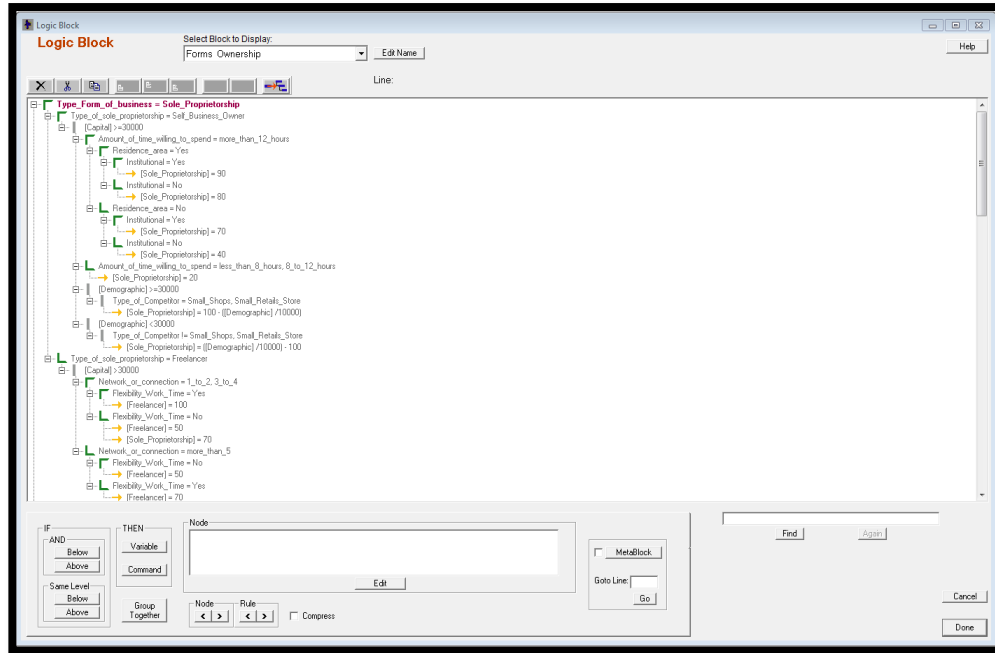 Logic Block
Logic Block
Select Block to Display:
Forms Ownership
Edit Name
Help
Line:
Type_Form_of_business = Sole_Proprietorship
Type_of_sole_proprietorship = Self_Business_Owner
[Capital] >=30000
Amount_of_time_willing_to_spend = more_than_12_hours
Residence_area = Yes
Institutional = Yes
[Sole_Proprietorship] = 90
Institutional = No
[Sole_Proprietorship] = 80
Residence_area = No
Institutional = Yes
[Sole_Proprietorship] = 70
Institutional = No
[Sole_Proprietorship] = 40
Amount_of_time_willing_to_spend = less_than_8_hours, 8_to_12_hours
[Sole_Proprietorship] = 20
[Demographic] >=30000
Type_of_Competitor = Small_Shops, Small_Retails_Store
[Sole_Proprietorship] = 100 - ([Demographic] /10000)
[Demographic] <30000
Type_of_Competitor != Small_Shops, Small_Retails_Store
[Sole_Proprietorship] = ([Demographic] /10000) - 100
Type_of_sole_proprietorship = Freelancer
[Capital] >30000
Network_or_connection = 1_to_2, 3_to_4
Flexibility_Work_Time = Yes
[Freelancer] = 100
Flexibility_Work_Time = No
[Freelancer] = 50
[Sole_Proprietorship] = 70
Network_or_connection = more_than_5
Flexibility_Work_Time = No
[Freelancer] = 50
Flexibility_Work_Time = Yes
[Freelancer] = 70
IF
AND
Below
Above
Same Level
Below
Above
THEN
Variable
Command
Group Together
Node
Edit
Node
< >
Rule
< >
Compress
MetaBlock
Goto Line:
Go
Find
Again
Cancel
Done